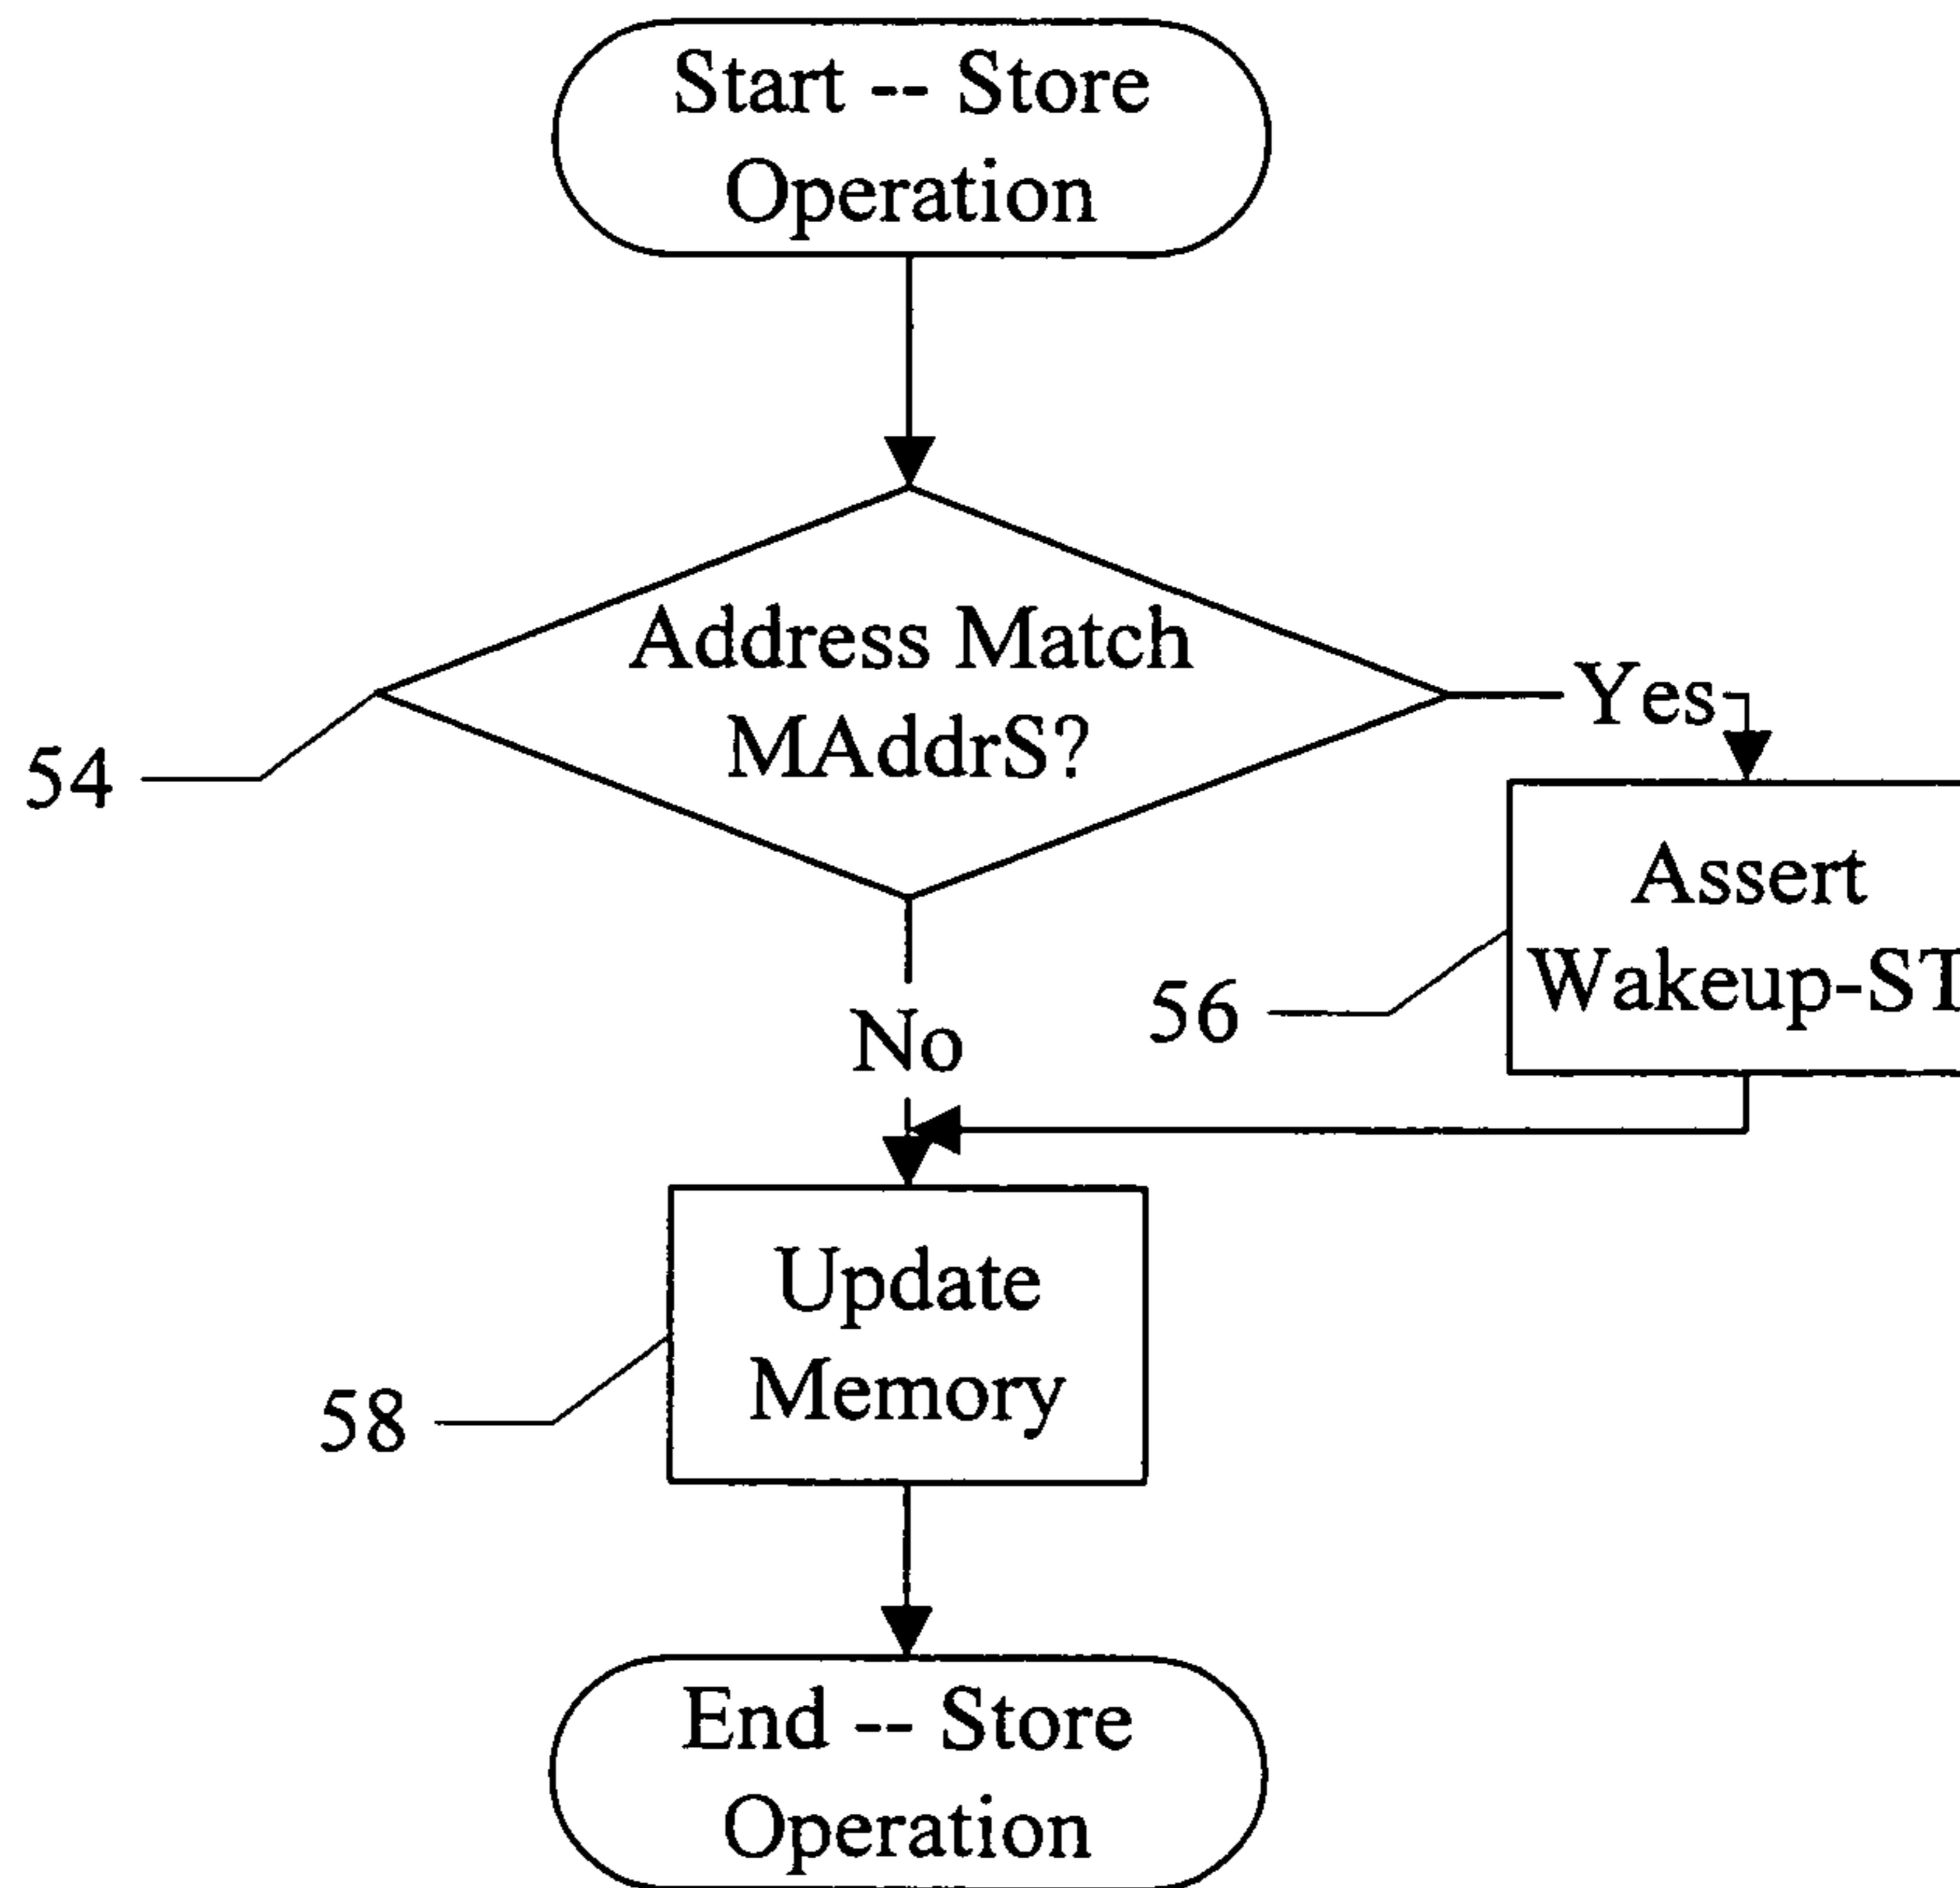 Start -- Store
Operation
Address Match
MAddrS?
Yes
54
Assert
Wakeup-ST
56
No
Update
Memory
58
End -- Store
Operation